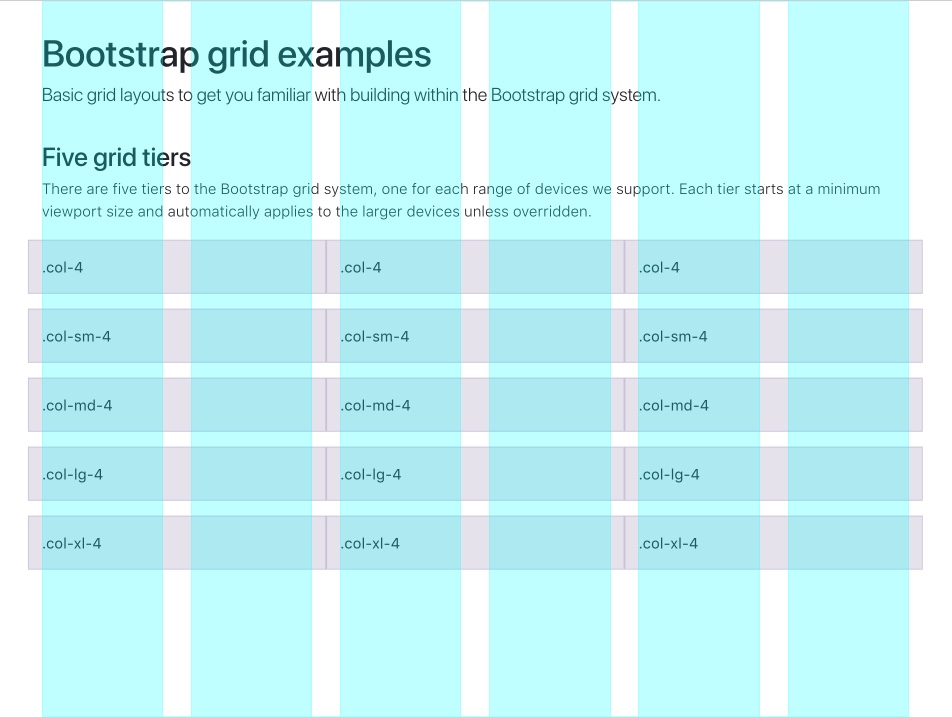 Bootstrap grid examples
Basic grid layouts to get you familiar with building within the Bootstrap grid system.
Five grid tiers
There are five tiers to the Bootstrap grid system, one for each range of devices we support. Each tier starts at a minimum
viewport size and automatically applies to the larger devices unless overridden.
.col-4 .col-4 .col-4
.col-sm-4 .col-sm-4 .col-sm-4
.col-md-4 .col-md-4 .col-md-4
.col-lg-4 .col-lg-4 .col-lg-4
.col-xl-4 .col-xl-4 .col-xl-4